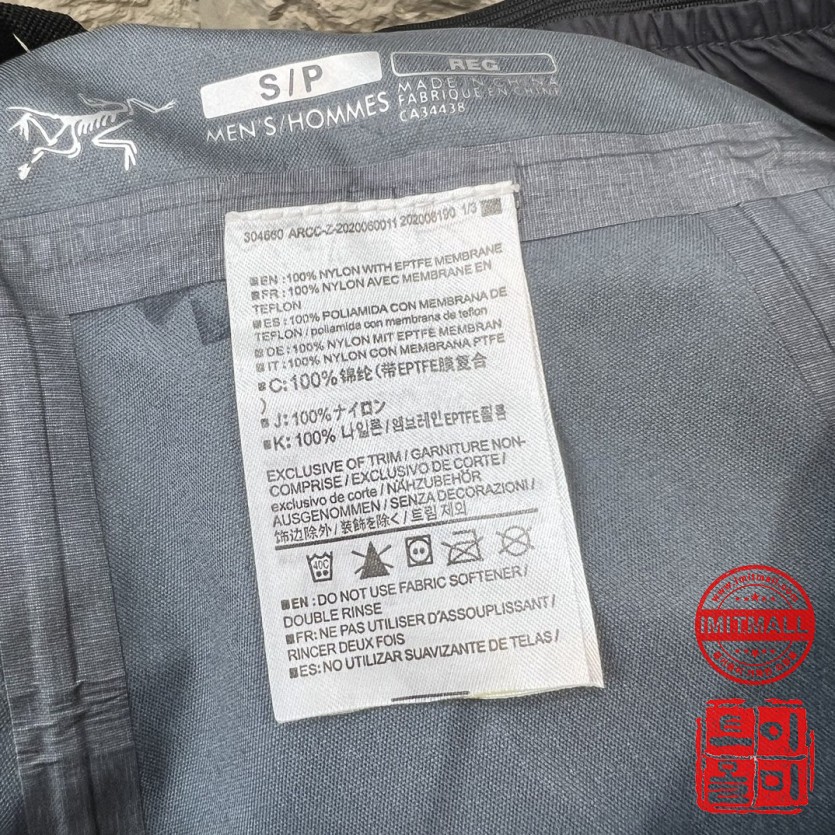 S/P
REG
MEN'S/HOMMES
MADE IN CHINA
FABRIQUÉ EN CHINE
CA34438
304660 ARCC-Z-2020060011 202006190 1/3
EN :100% NYLON WITH EPTFE MEMBRANE
FR :100% NYLON AVEC MEMBRANE EN
TEFLON
ES :100% POLIAMIDA CON MEMBRANA DE
TEFLON / poliamida con membrana de teflon
DE :100% NYLON MIT EPTFE MEMBRAN
IT :100% NYLON CON MEMBRANA PTFE
C: 100% 锦纶 (带EPTFE膜复合
)
J: 100% ナイロン
K: 100% 나일론 / 멤브레인EPTFE필름
EXCLUSIVE OF TRIM / GARNITURE NON-
COMPRISE / EXCLUSIVO DE CORTE /
exclusivo de corte / NÄHZUBEHÖR
AUSGENOMMEN / SENZA DECORAZIONI /
饰边除外 / 装飾を除く / 트림 제외
40C
EN : DO NOT USE FABRIC SOFTENER /
DOUBLE RINSE
FR: NE PAS UTILISER D'ASSOUPLISSANT /
RINCER DEUX FOIS
ES: NO UTILIZAR SUAVIZANTE DE TELAS /
www.imitmall.com
IMITMALL